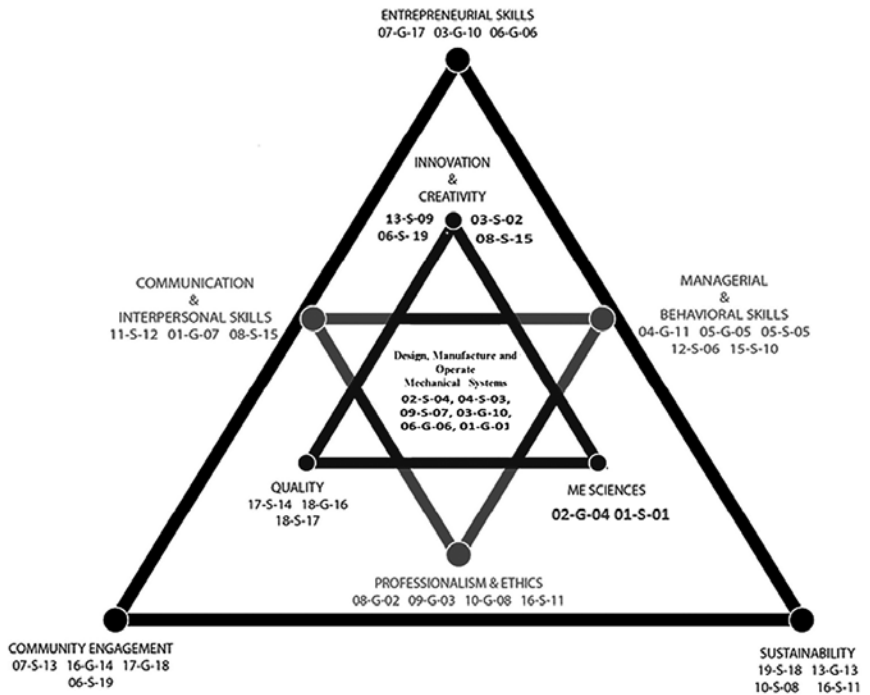 ENTREPRENEURIAL SKILLS
07-G-17 03-G-10 06-G-06
INNOVATION
&
CREATIVITY
13-S-09 03-S-02
06-S- 19 08-S-15
COMMUNICATION
&
INTERPERSONAL SKILLS
11-S-12 01-G-07 08-S-15
MANAGERIAL
&
BEHAVIORAL SKILLS
04-G-11 05-G-05 05-S-05
12-S-06 15-S-10
Design, Manufacture and
Operate
Mechanical Systems
02-S-04, 04-S-03,
09-S-07, 03-G-10,
06-G-06, 01-G-01
QUALITY
17-S-14 18-G-16
18-S-17
ME SCIENCES
02-G-04 01-S-01
PROFESSIONALISM & ETHICS
08-G-02 09-G-03 10-G-08 16-S-11
COMMUNITY ENGAGEMENT
07-S-13 16-G-14 17-G-18
06-S-19
SUSTAINABILITY
19-S-18 13-G-13
10-S-08 16-S-11